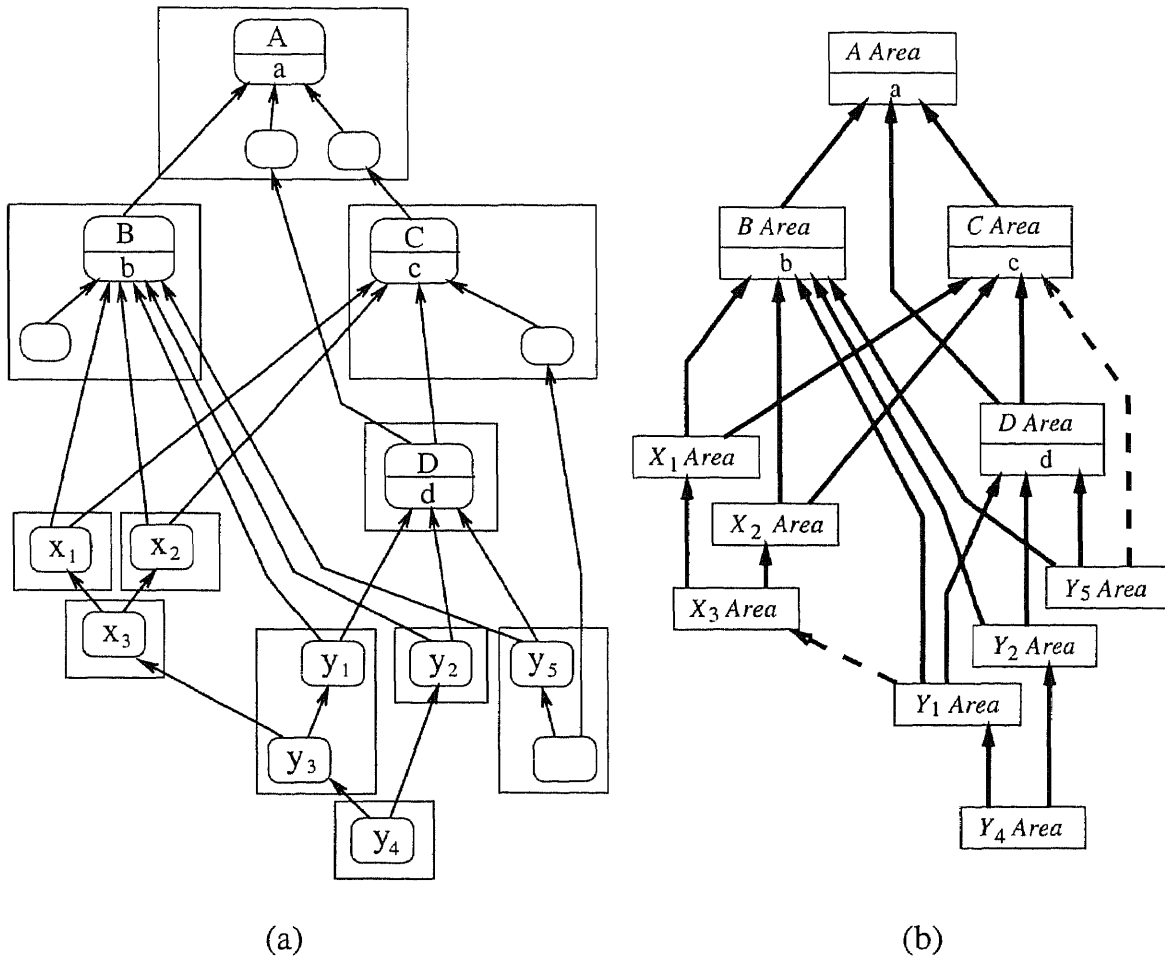 A
a
B
b
C
c
D
d
x₁
x₂
x₃
y₁
y₂
y₅
y₃
y₄
(a)
A Area
a
B Area
b
C Area
c
D Area
d
X₁ Area
X₂ Area
X₃ Area
Y₅ Area
Y₂ Area
Y₁ Area
Y₄ Area
(b)